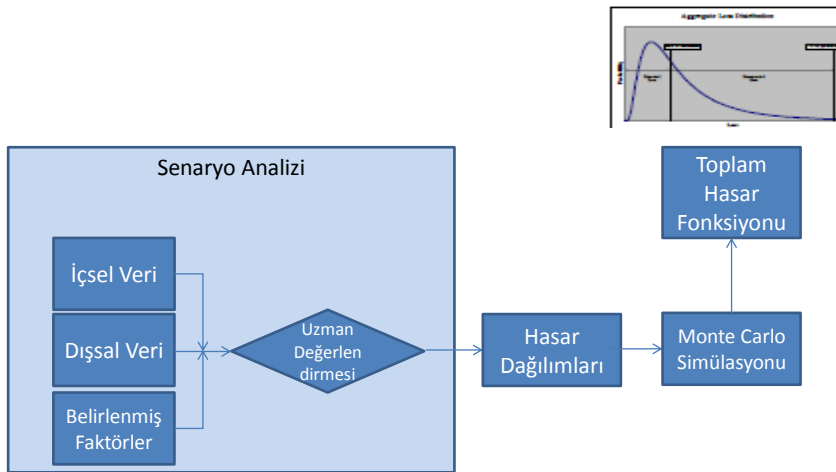 Aggregate Loss Distribution
Senaryo Analizi
Toplam
Hasar
Fonksiyonu
İçsel Veri
Dışsal Veri
Belirlenmiş
Faktörler
Uzman
Değerlen
dirmesi
Hasar
Dağılımları
Monte Carlo
Simülasyonu